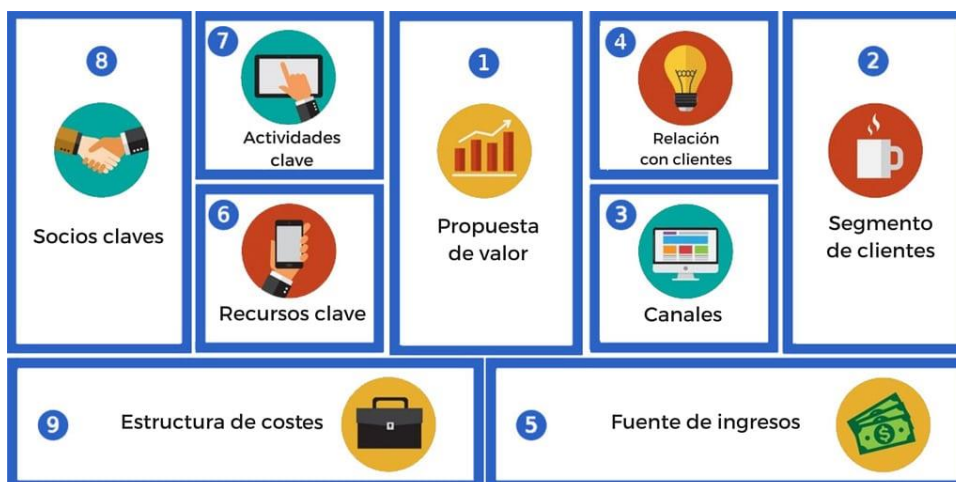 8
Socios claves
7
Actividades
clave
6
Recursos clave
1
Propuesta
de valor
4
Relación
con clientes
3
Canales
2
Segmento
de clientes
9
Estructura de costes
5
Fuente de ingresos
$